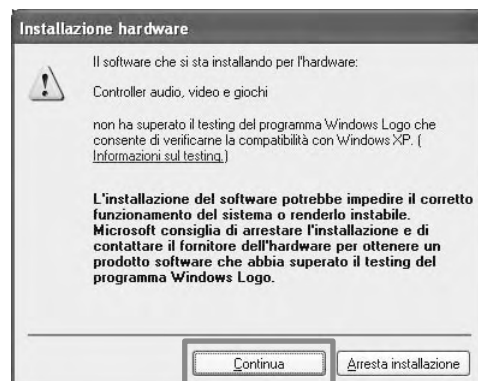 Installazione hardware
Il software che si sta installando per l'hardware:
Controller audio, video e giochi
non ha superato il testing del programma Windows Logo che
consente di verificarne la compatibilità con Windows XP. (
Informazioni sul testing.)
L'installazione del software potrebbe impedire il corretto
funzionamento del sistema o renderlo instabile.
Microsoft consiglia di arrestare l'installazione e di
contattare il fornitore dell'hardware per ottenere un
prodotto software che abbia superato il testing del
programma Windows Logo.
Continua
Arresta installazione